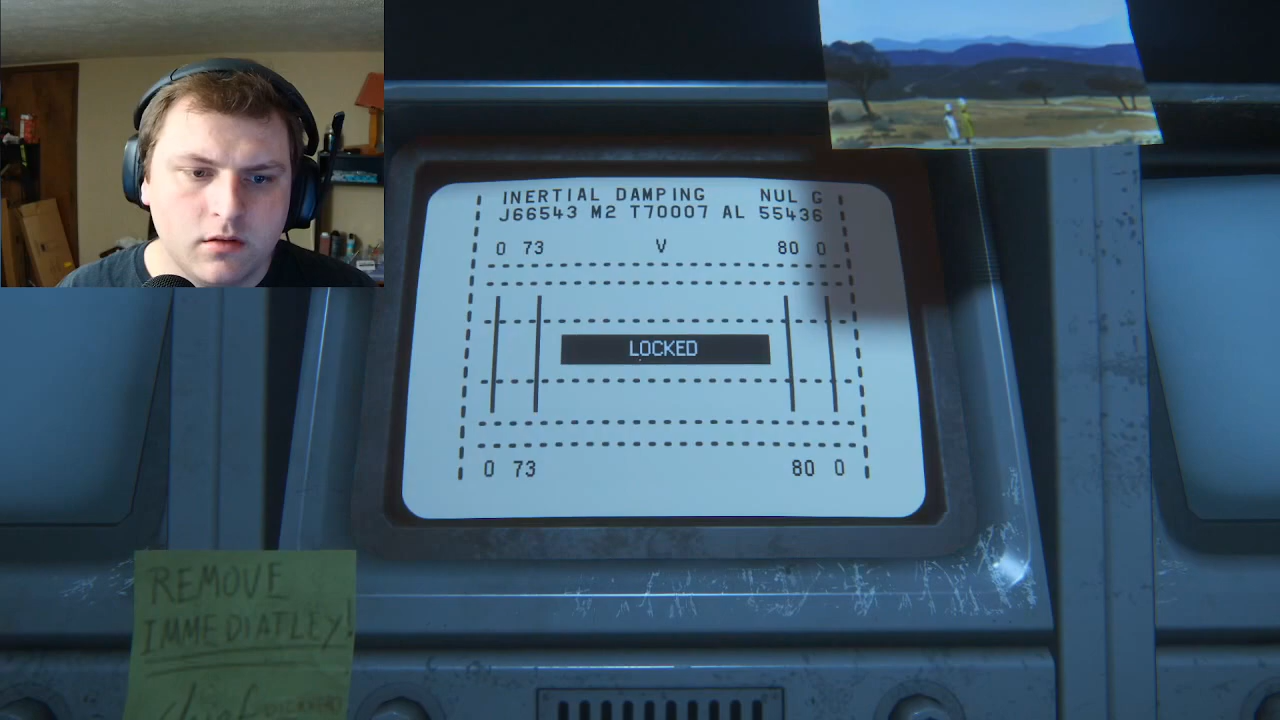 INERTIAL DAMPING NUL G
J66543 M2 T70007 AL 55436
0 73 V 80 0
LOCKED
0 73 80 0
REMOVE
IMMEDIATLEY!